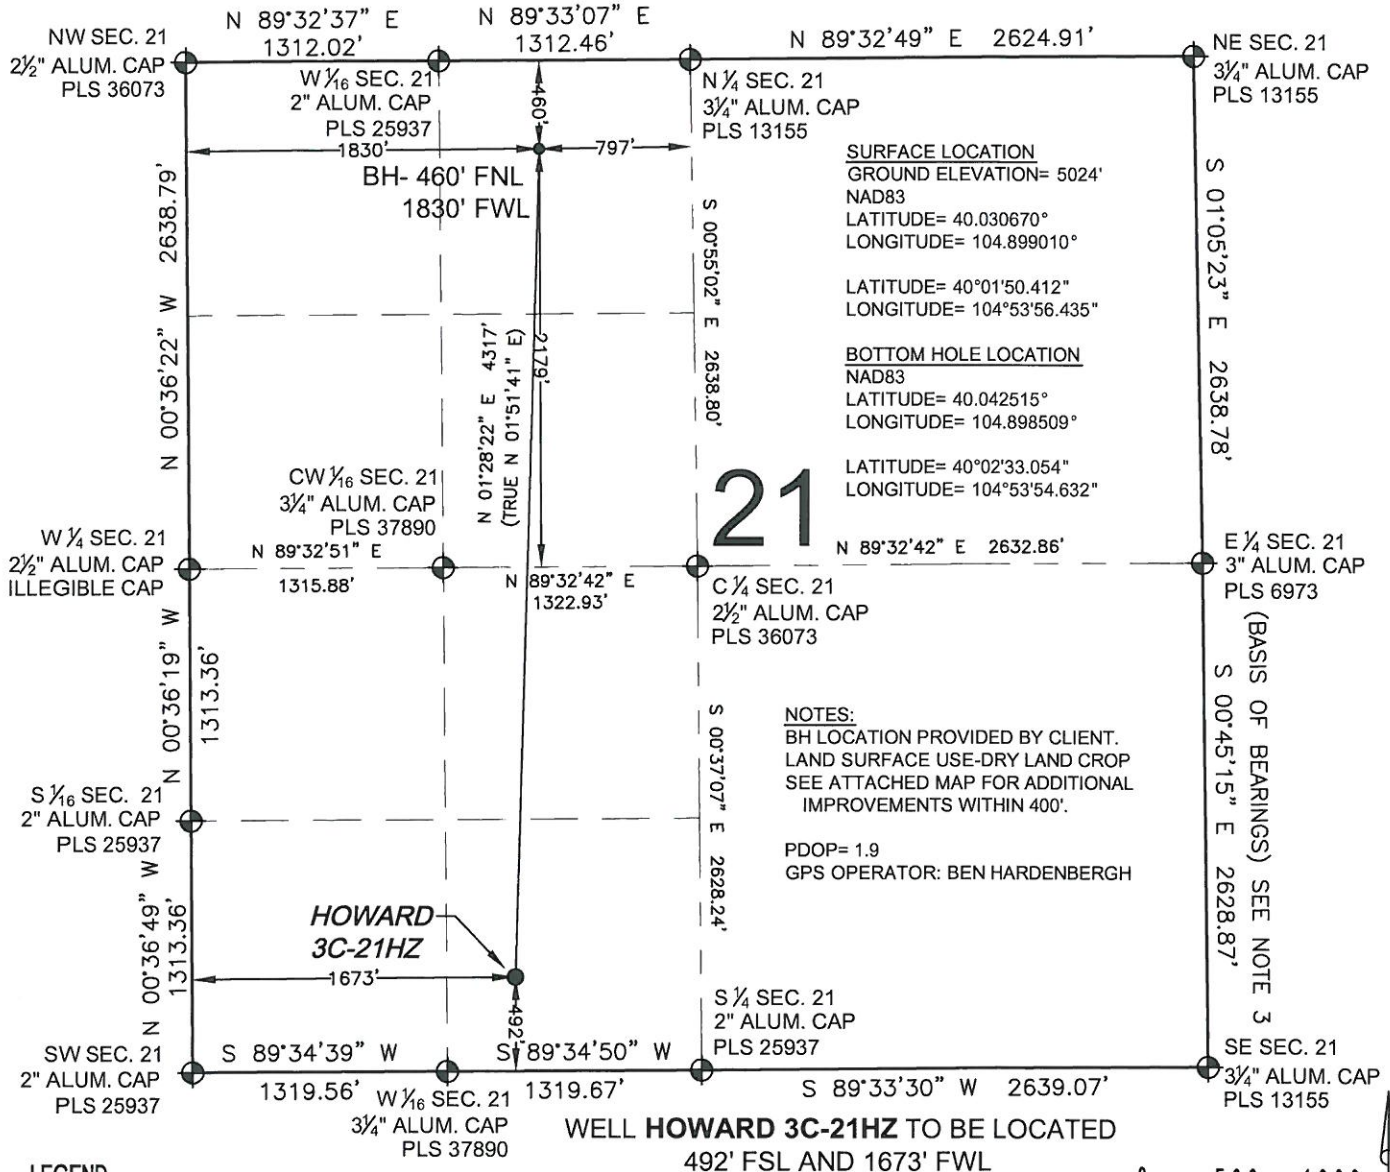 N 89°32'37" E
1312.02'
N 89°33'07" E
1312.46'
N 89°32'49" E 2624.91'
NW SEC. 21
2½" ALUM. CAP
PLS 36073
W 1/16 SEC. 21
2" ALUM. CAP
PLS 25937
N ¼ SEC. 21
3¼" ALUM. CAP
PLS 13155
NE SEC. 21
3¼" ALUM. CAP
PLS 13155
460'
1830'
797'
BH- 460' FNL
1830' FWL
SURFACE LOCATION
GROUND ELEVATION= 5024'
NAD83
LATITUDE= 40.030670°
LONGITUDE= 104.899010°
LATITUDE= 40°01'50.412"
LONGITUDE= 104°53'56.435"
BOTTOM HOLE LOCATION
NAD83
LATITUDE= 40.042515°
LONGITUDE= 104.898509°
LATITUDE= 40°02'33.054"
LONGITUDE= 104°53'54.632"
N 00°36'22" W 2638.79'
S 00°55'02" E 2638.80'
S 01°05'23" E 2638.78'
N 01°28'22" E 4317'
(TRUE N 01°51'41" E)
2179'
21
CW 1/16 SEC. 21
3¼" ALUM. CAP
PLS 37890
W ¼ SEC. 21
2½" ALUM. CAP
ILLEGIBLE CAP
N 89°32'51" E
1315.88'
N 89°32'42" E
1322.93'
N 89°32'42" E 2632.86'
C ¼ SEC. 21
2½" ALUM. CAP
PLS 36073
E ¼ SEC. 21
3" ALUM. CAP
PLS 6973
N 00°36'19" W
1313.36'
S 00°37'07" E 2628.24'
S 00°45'15" E 2628.87'
(BASIS OF BEARINGS) SEE NOTE 3
NOTES:
BH LOCATION PROVIDED BY CLIENT.
LAND SURFACE USE-DRY LAND CROP
SEE ATTACHED MAP FOR ADDITIONAL
IMPROVEMENTS WITHIN 400'.
PDOP= 1.9
GPS OPERATOR: BEN HARDENBERGH
S 1/16 SEC. 21
2" ALUM. CAP
PLS 25937
N 00°36'49" W
1313.36'
HOWARD
3C-21HZ
1673'
492'
S ¼ SEC. 21
2" ALUM. CAP
PLS 25937
SW SEC. 21
2" ALUM. CAP
PLS 25937
S 89°34'39" W
1319.56'
W 1/16 SEC. 21
3¼" ALUM. CAP
PLS 37890
S 89°34'50" W
1319.67'
S 89°33'30" W 2639.07'
SE SEC. 21
3¼" ALUM. CAP
PLS 13155
WELL HOWARD 3C-21HZ TO BE LOCATED
492' FSL AND 1673' FWL